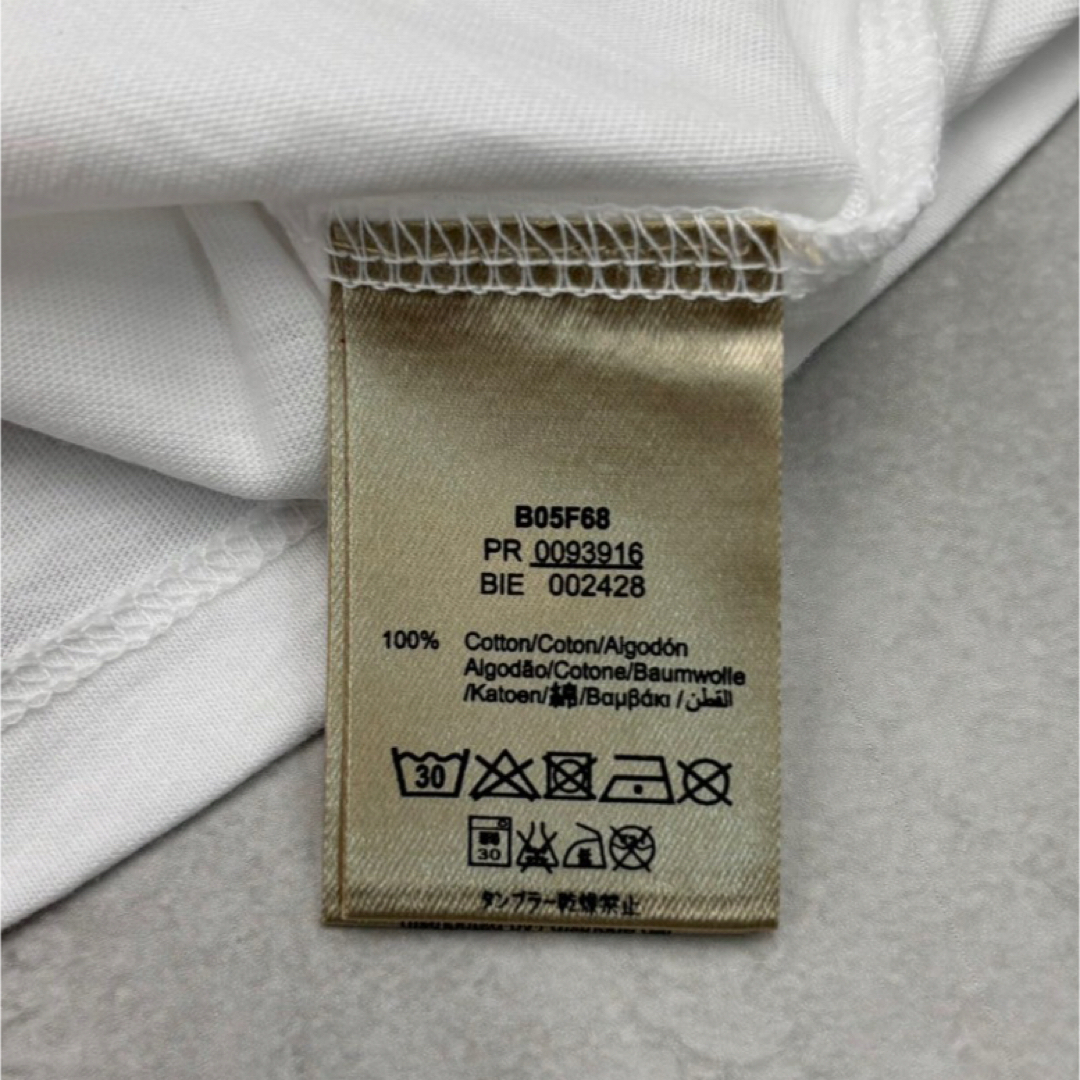 B05F68
PR 0093916
BIE 002428
100% Cotton/Coton/Algodón
Algodão/Cotone/Baumwolle
/Katoen/綿/Βαμβάκι /القطن
30
30
タンブラー乾燥禁止